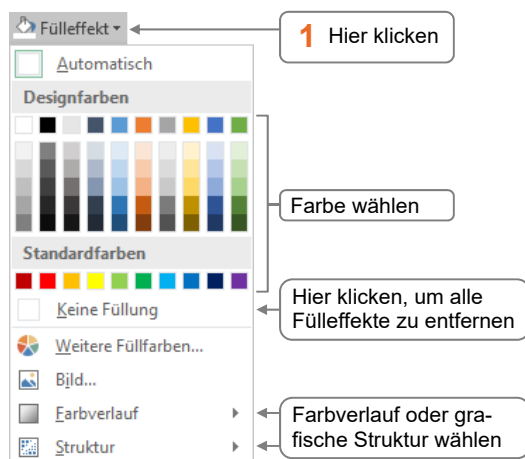 Fülleffekt
1 Hier klicken
Automatisch
Designfarben
Farbe wählen
Standardfarben
Keine Füllung
Hier klicken, um alle
Fülleffekte zu entfernen
Weitere Füllfarben...
Bild...
Farbverlauf
Struktur
Farbverlauf oder gra-
fische Struktur wählen